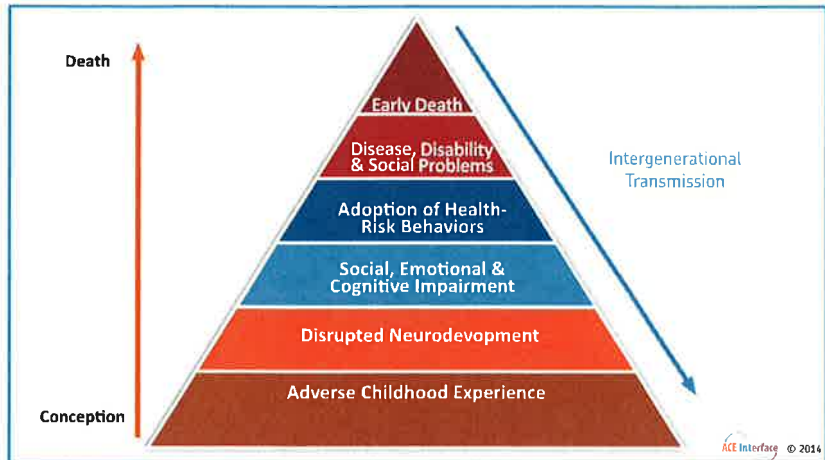 Death
Early Death
Disease, Disability
& Social Problems
Intergenerational
Transmission
Adoption of Health-
Risk Behaviors
Social, Emotional &
Cognitive Impairment
Disrupted Neurodevopment
Adverse Childhood Experience
Conception
ACE Interface © 2014